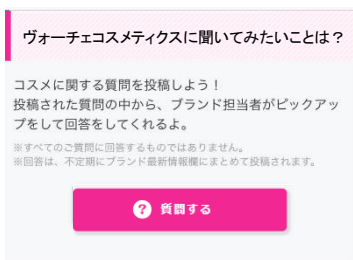 ヴォーチェコスメティクスに聞いてみたいことは？
コスメに関する質問を投稿しよう！
投稿された質問の中から、ブランド担当者がピックアッ
プをして回答をしてくれるよ。
※すべてのご質問に回答するものではありません。
※回答は、不定期にブランド最新情報欄にまとめて投稿されます。
? 質問する